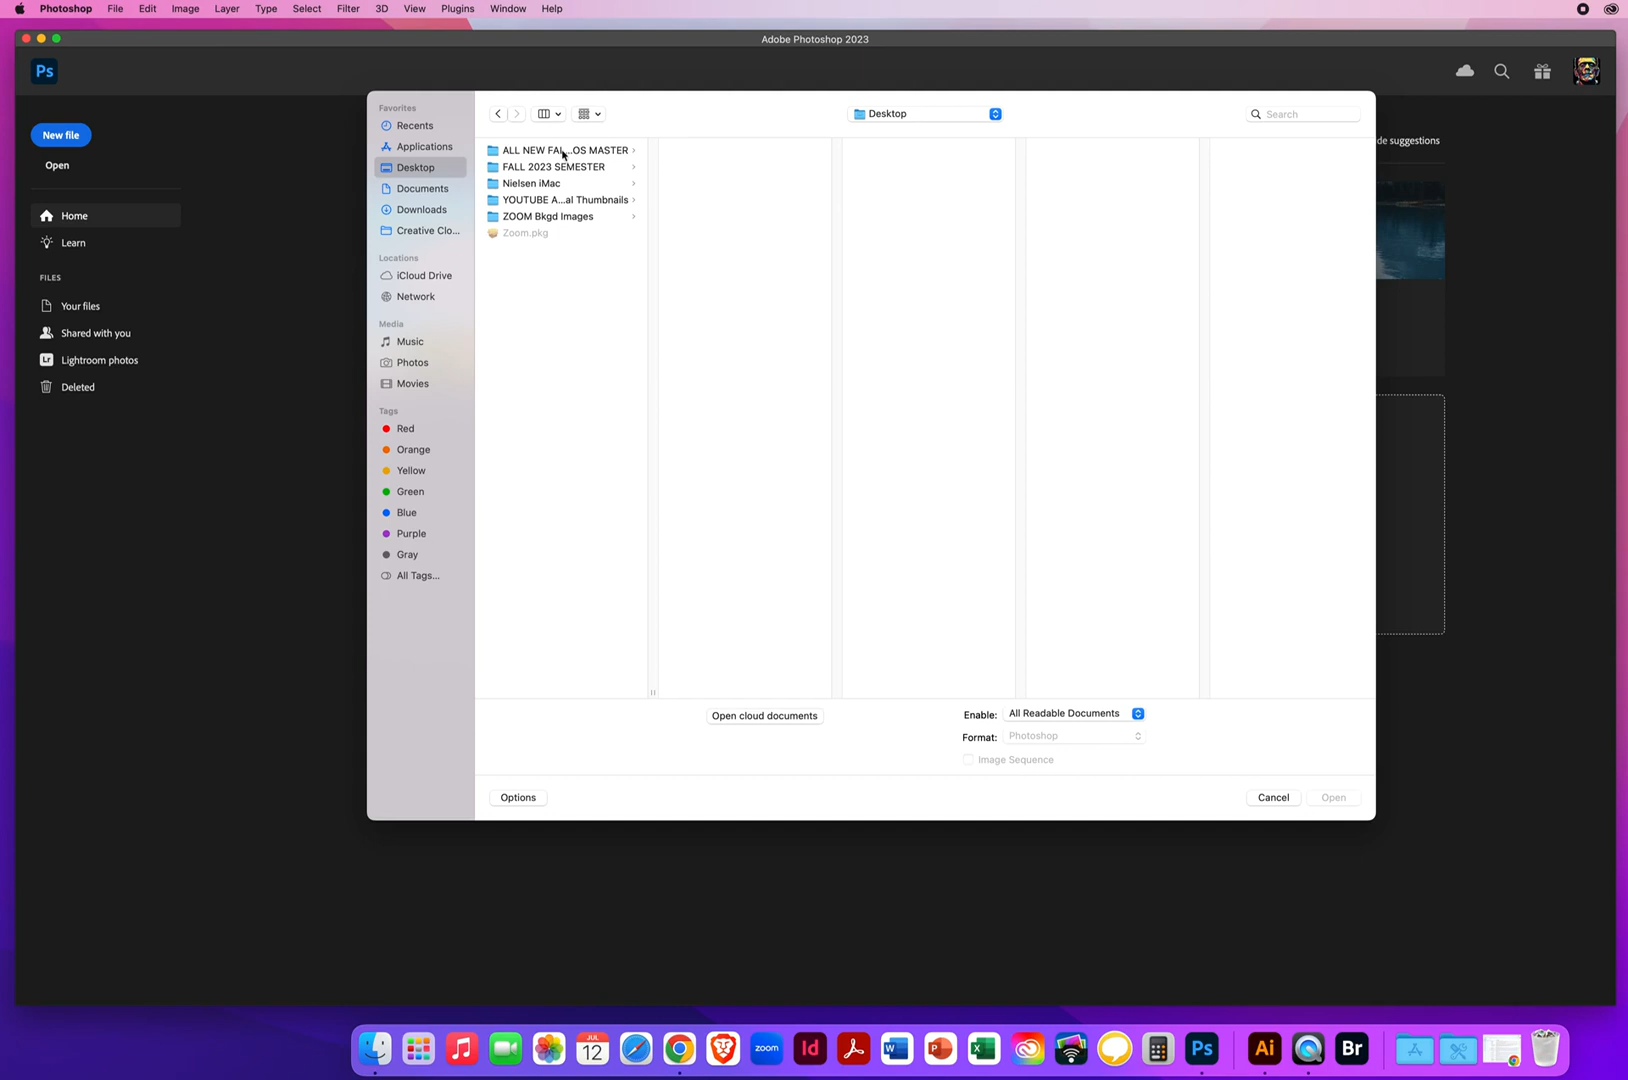 Photoshop File Edit Image Layer Type Select Filter 3D View Plugins Window Help
Adobe Photoshop 2023
Ps
New file
Open
Home
Learn
FILES
Your files
Shared with you
Lr Lightroom photos
Deleted
de suggestions
Favorites
Recents
Applications
Desktop
Documents
Downloads
Creative Clo...
Locations
iCloud Drive
Network
Media
Music
Photos
Movies
Tags
Red
Orange
Yellow
Green
Blue
Purple
Gray
All Tags...
Desktop
Search
ALL NEW FAL...OS MASTER
FALL 2023 SEMESTER
Nielsen iMac
YOUTUBE A...al Thumbnails
ZOOM Bkgd Images
Zoom.pkg
Open cloud documents
Enable: All Readable Documents
Format: Photoshop
Image Sequence
Options
Cancel Open
JUL
12
zoom
Id
W
P
X
Ps
Ai
Br